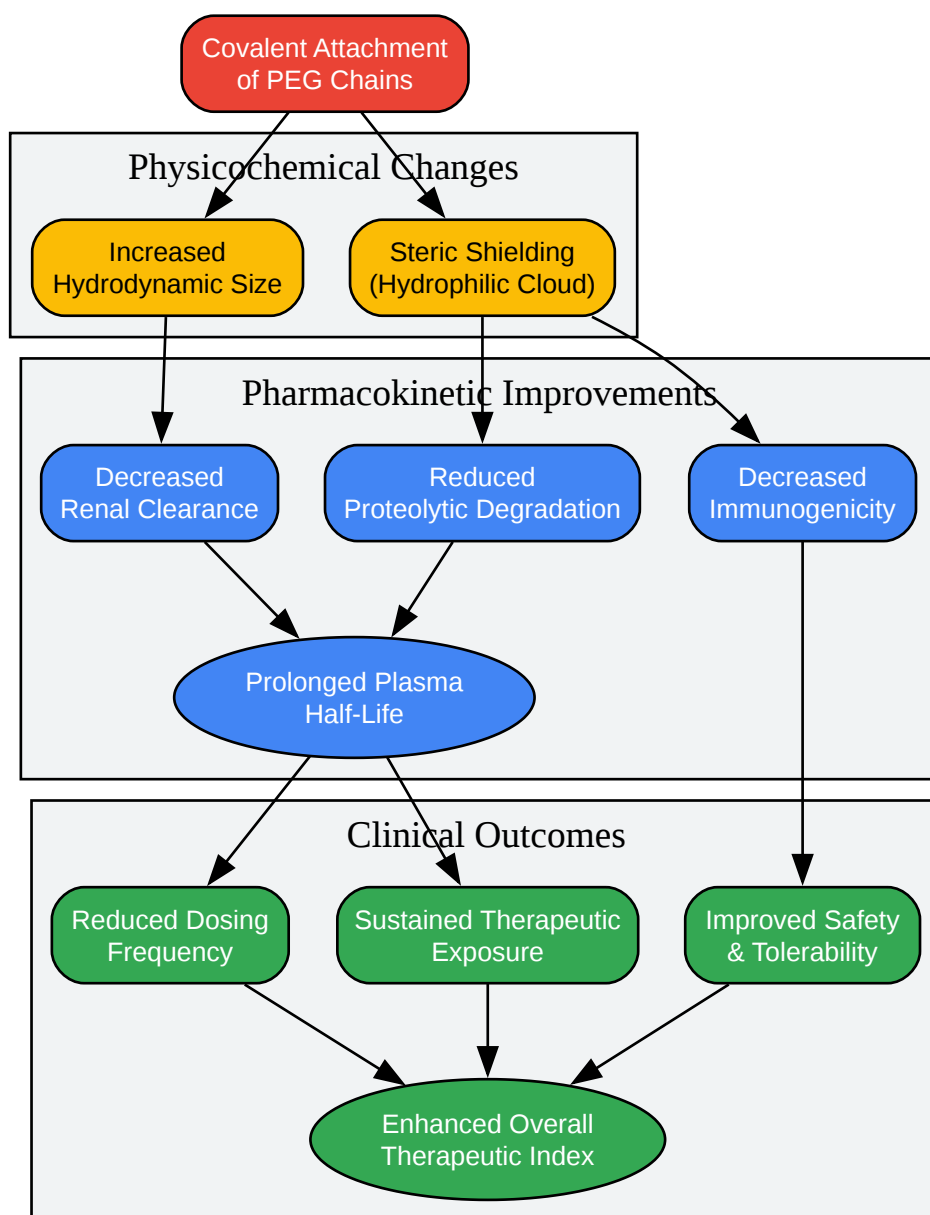 Covalent Attachment
of PEG Chains
Physicochemical Changes
Increased
Hydrodynamic Size
Steric Shielding
(Hydrophilic Cloud)
Pharmacokinetic Improvements
Decreased
Renal Clearance
Reduced
Proteolytic Degradation
Decreased
Immunogenicity
Prolonged Plasma
Half-Life
Clinical Outcomes
Reduced Dosing
Frequency
Sustained Therapeutic
Exposure
Improved Safety
& Tolerability
Enhanced Overall
Therapeutic Index